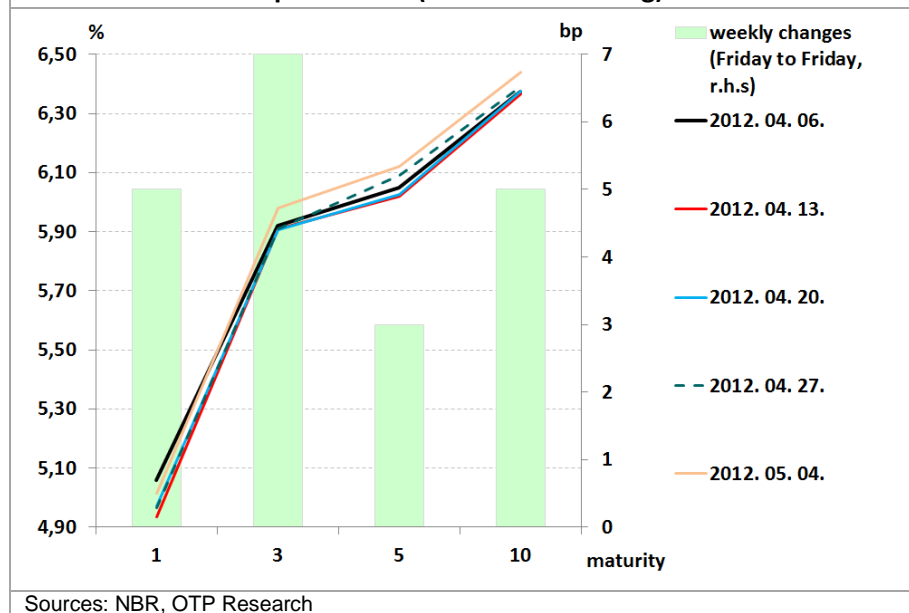 %
bp
6,50
6,30
6,10
5,90
5,70
5,50
5,30
5,10
4,90
7
6
5
4
3
2
1
0
1 3 5 10
maturity
weekly changes
(Friday to Friday,
r.h.s)
2012. 04. 06.
2012. 04. 13.
2012. 04. 20.
2012. 04. 27.
2012. 05. 04.
Sources: NBR, OTP Research